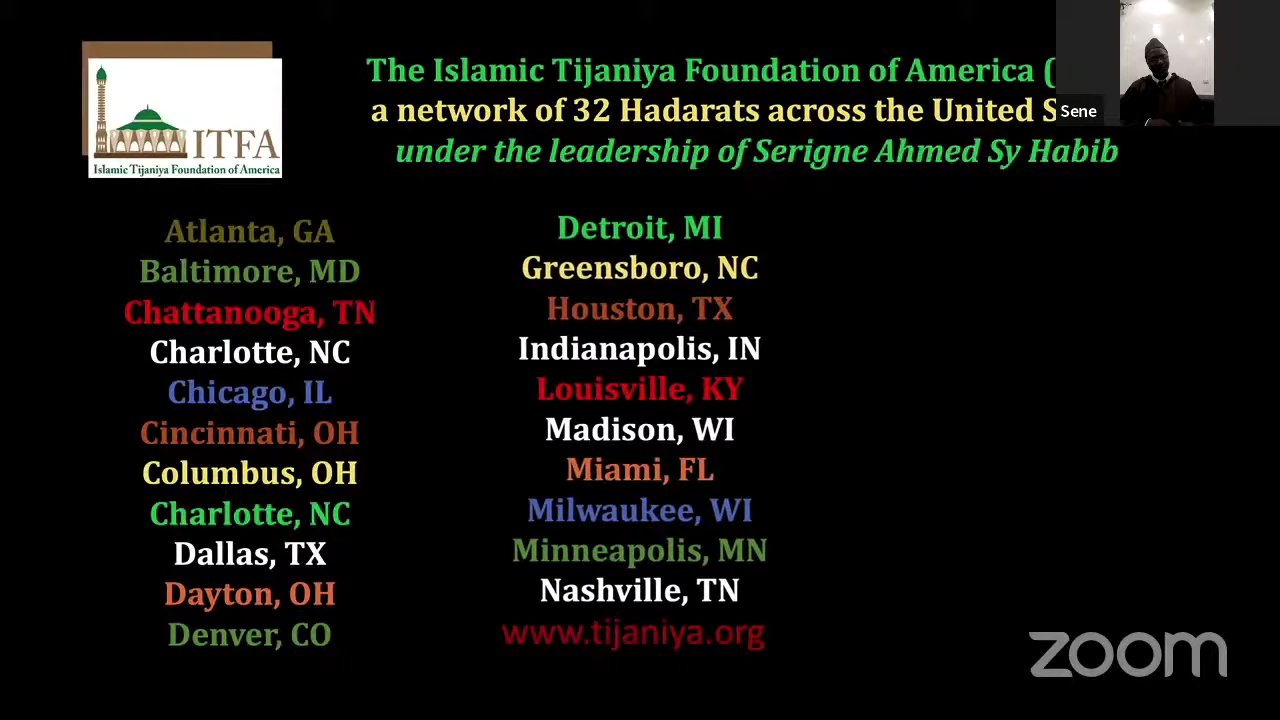 ITFA
Islamic Tijaniya Foundation of America
The Islamic Tijaniya Foundation of America (
a network of 32 Hadarats across the United S
under the leadership of Serigne Ahmed Sy Habib
Sene
Atlanta, GA
Baltimore, MD
Chattanooga, TN
Charlotte, NC
Chicago, IL
Cincinnati, OH
Columbus, OH
Charlotte, NC
Dallas, TX
Dayton, OH
Denver, CO
Detroit, MI
Greensboro, NC
Houston, TX
Indianapolis, IN
Louisville, KY
Madison, WI
Miami, FL
Milwaukee, WI
Minneapolis, MN
Nashville, TN
www.tijaniya.org
zoom